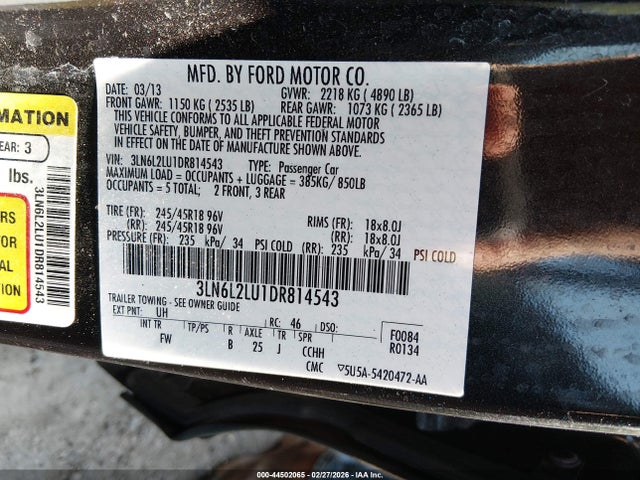 MFD. BY FORD MOTOR CO.
DATE: 03/13 GVWR: 2218 KG ( 4890 LB)
FRONT GAWR: 1150 KG ( 2535 LB) REAR GAWR: 1073 KG ( 2365 LB)
THIS VEHICLE CONFORMS TO ALL APPLICABLE FEDERAL MOTOR
VEHICLE SAFETY, BUMPER, AND THEFT PREVENTION STANDARDS
IN EFFECT ON THE DATE OF MANUFACTURE SHOWN ABOVE.
VIN: 3LN6L2LU1DR814543 TYPE: Passenger Car
MAXIMUM LOAD = OCCUPANTS + LUGGAGE = 385KG/ 850LB
OCCUPANTS = 5 TOTAL; 2 FRONT, 3 REAR
TIRE (FR): 245/45R18 96V RIMS (FR): 18x8.0J
(RR): 245/45R18 96V (RR): 18x8.0J
PRESSURE (FR): 235 kPa/ 34 PSI COLD (RR): 235 kPa/ 34 PSI COLD
3LN6L2LU1DR814543
TRAILER TOWING - SEE OWNER GUIDE
EXT PNT: UH RC: 46 F0084
INT TR TP/PS R AXLE TR SPR R0134
FW B 25 J CCHH
CMC 5U5A-5420472-AA
MATION
EAR: 3
lbs.
RS
TOR
AL
ON
3LN6L2LU1DR814543
000-44502065 - 02/27/2026 - COPART